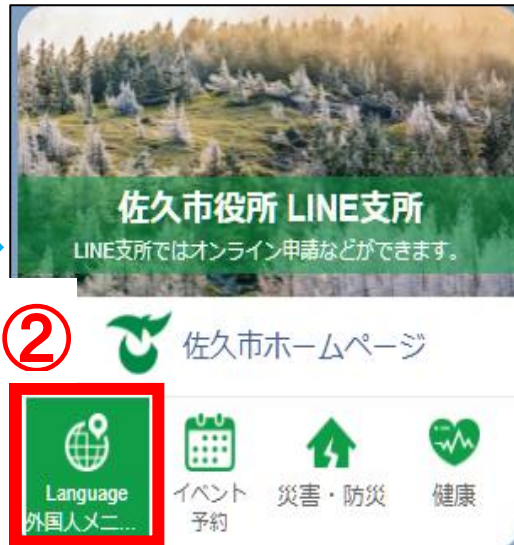 佐久市役所 LINE支所
LINE支所ではオンライン申請などができます。
②
佐久市ホームページ
Language
外国人メニ...
イベント
予約
災害・防災
健康